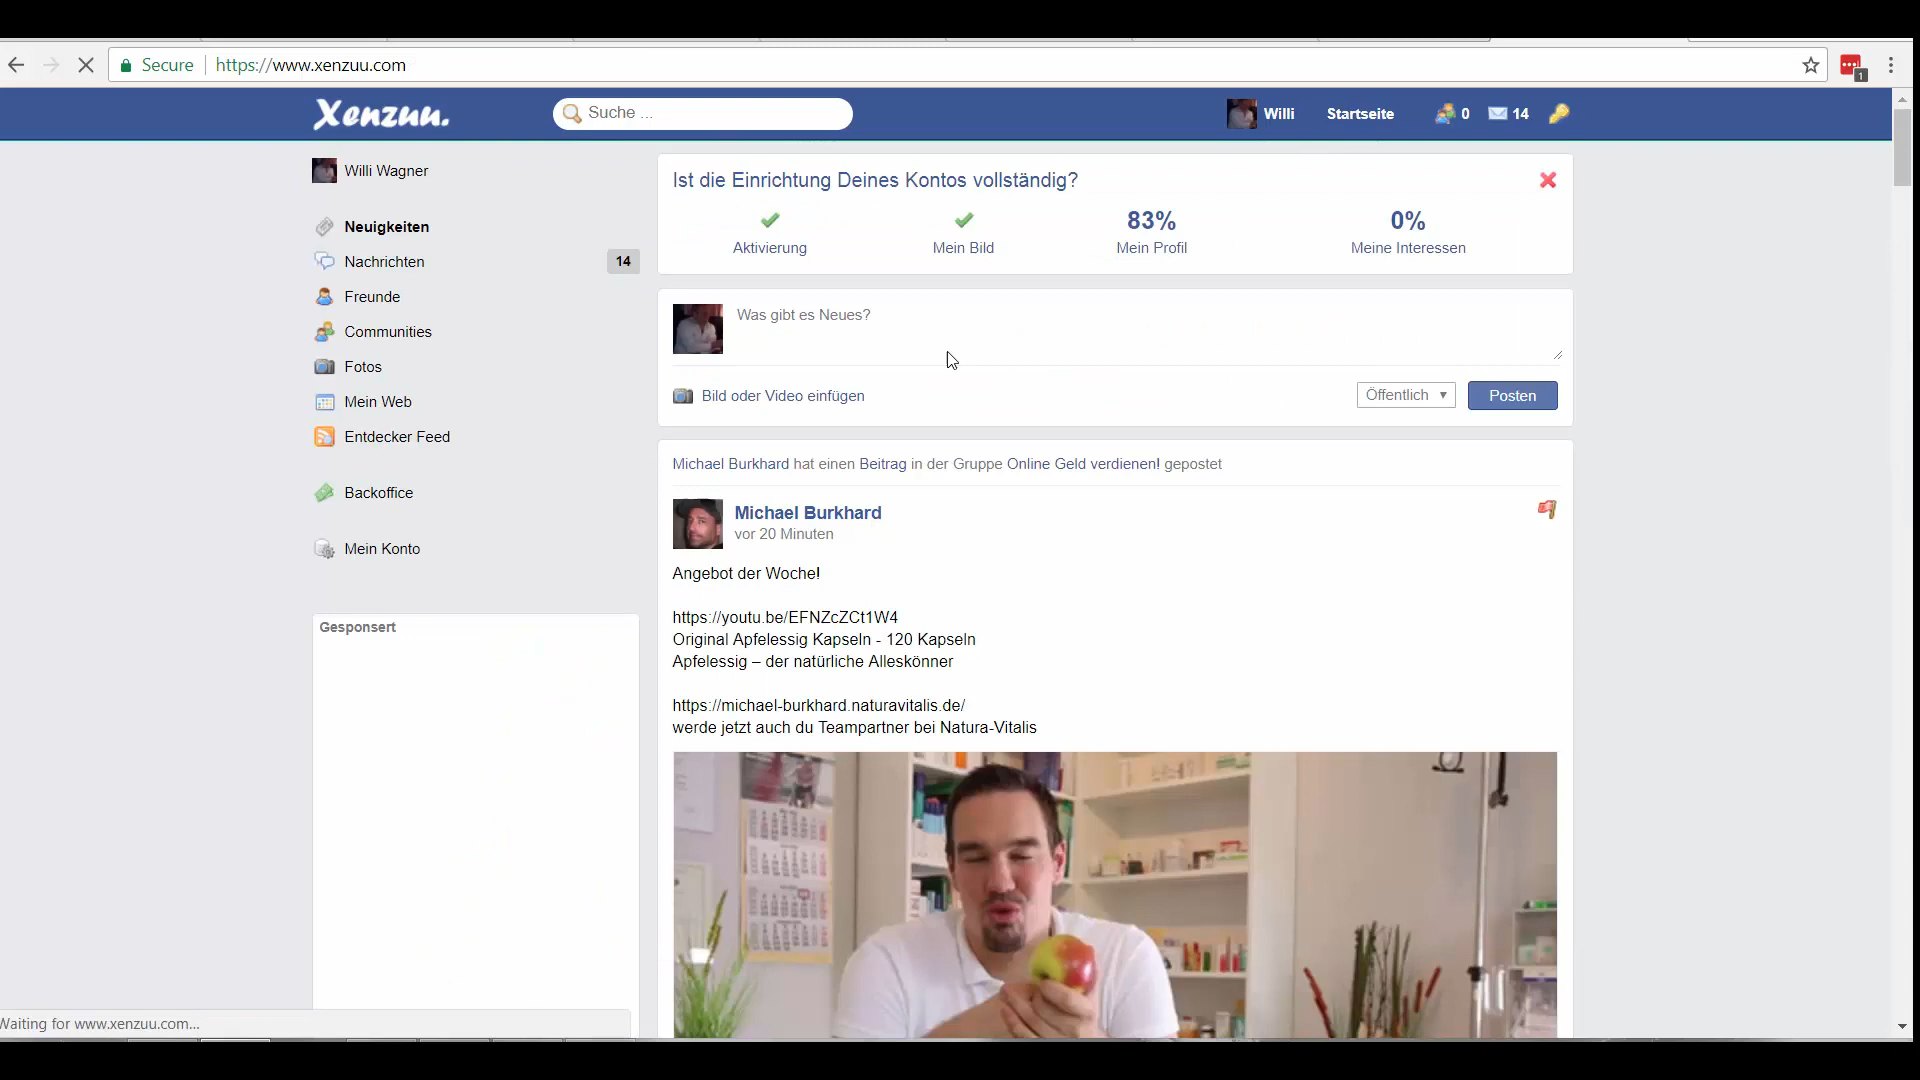 Secure https://www.xenzuu.com
1
Xenzuu.
Suche ...
Willi
Startseite
0
14
Willi Wagner
Neuigkeiten
Nachrichten 14
Freunde
Communities
Fotos
Mein Web
Entdecker Feed
Backoffice
Mein Konto
Gesponsert
Ist die Einrichtung Deines Kontos vollständig?
83% 0%
Aktivierung Mein Bild Mein Profil Meine Interessen
Was gibt es Neues?
Bild oder Video einfügen
Öffentlich
Posten
Michael Burkhard hat einen Beitrag in der Gruppe Online Geld verdienen! gepostet
Michael Burkhard
vor 20 Minuten
Angebot der Woche!
https://youtu.be/EFNZcZCt1W4
Original Apfelessig Kapseln - 120 Kapseln
Apfelessig – der natürliche Alleskönner
https://michael-burkhard.naturavitalis.de/
werde jetzt auch du Teampartner bei Natura-Vitalis
Waiting for www.xenzuu.com...